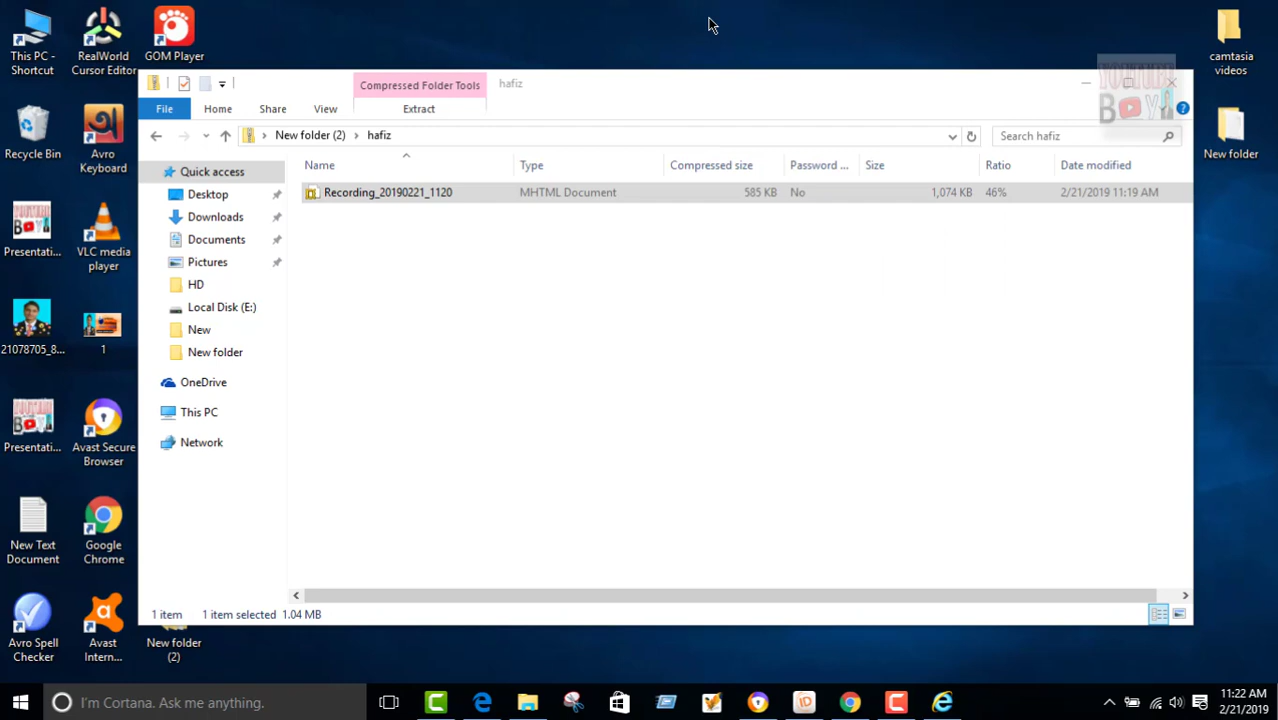 This PC -
Shortcut
RealWorld
Cursor Editor
GOM Player
camtasia
videos
Recycle Bin
Avro
Keyboard
New folder
Presentati...
VLC media
player
21078705_8...
1
Presentati...
Avast Secure
Browser
New Text
Document
Google
Chrome
Avro Spell
Checker
Avast
Intern...
New folder
(2)
Compressed Folder Tools
hafiz
File
Home
Share
View
Extract
New folder (2) > hafiz
Search hafiz
Name
Type
Compressed size
Password ...
Size
Ratio
Date modified
Recording_20190221_1120
MHTML Document
585 KB
No
1,074 KB
46%
2/21/2019 11:19 AM
Quick access
Desktop
Downloads
Documents
Pictures
HD
Local Disk (E:)
New
New folder
OneDrive
This PC
Network
1 item
1 item selected 1.04 MB
YOUTUBE
BOY
I'm Cortana. Ask me anything.
11:22 AM
2/21/2019